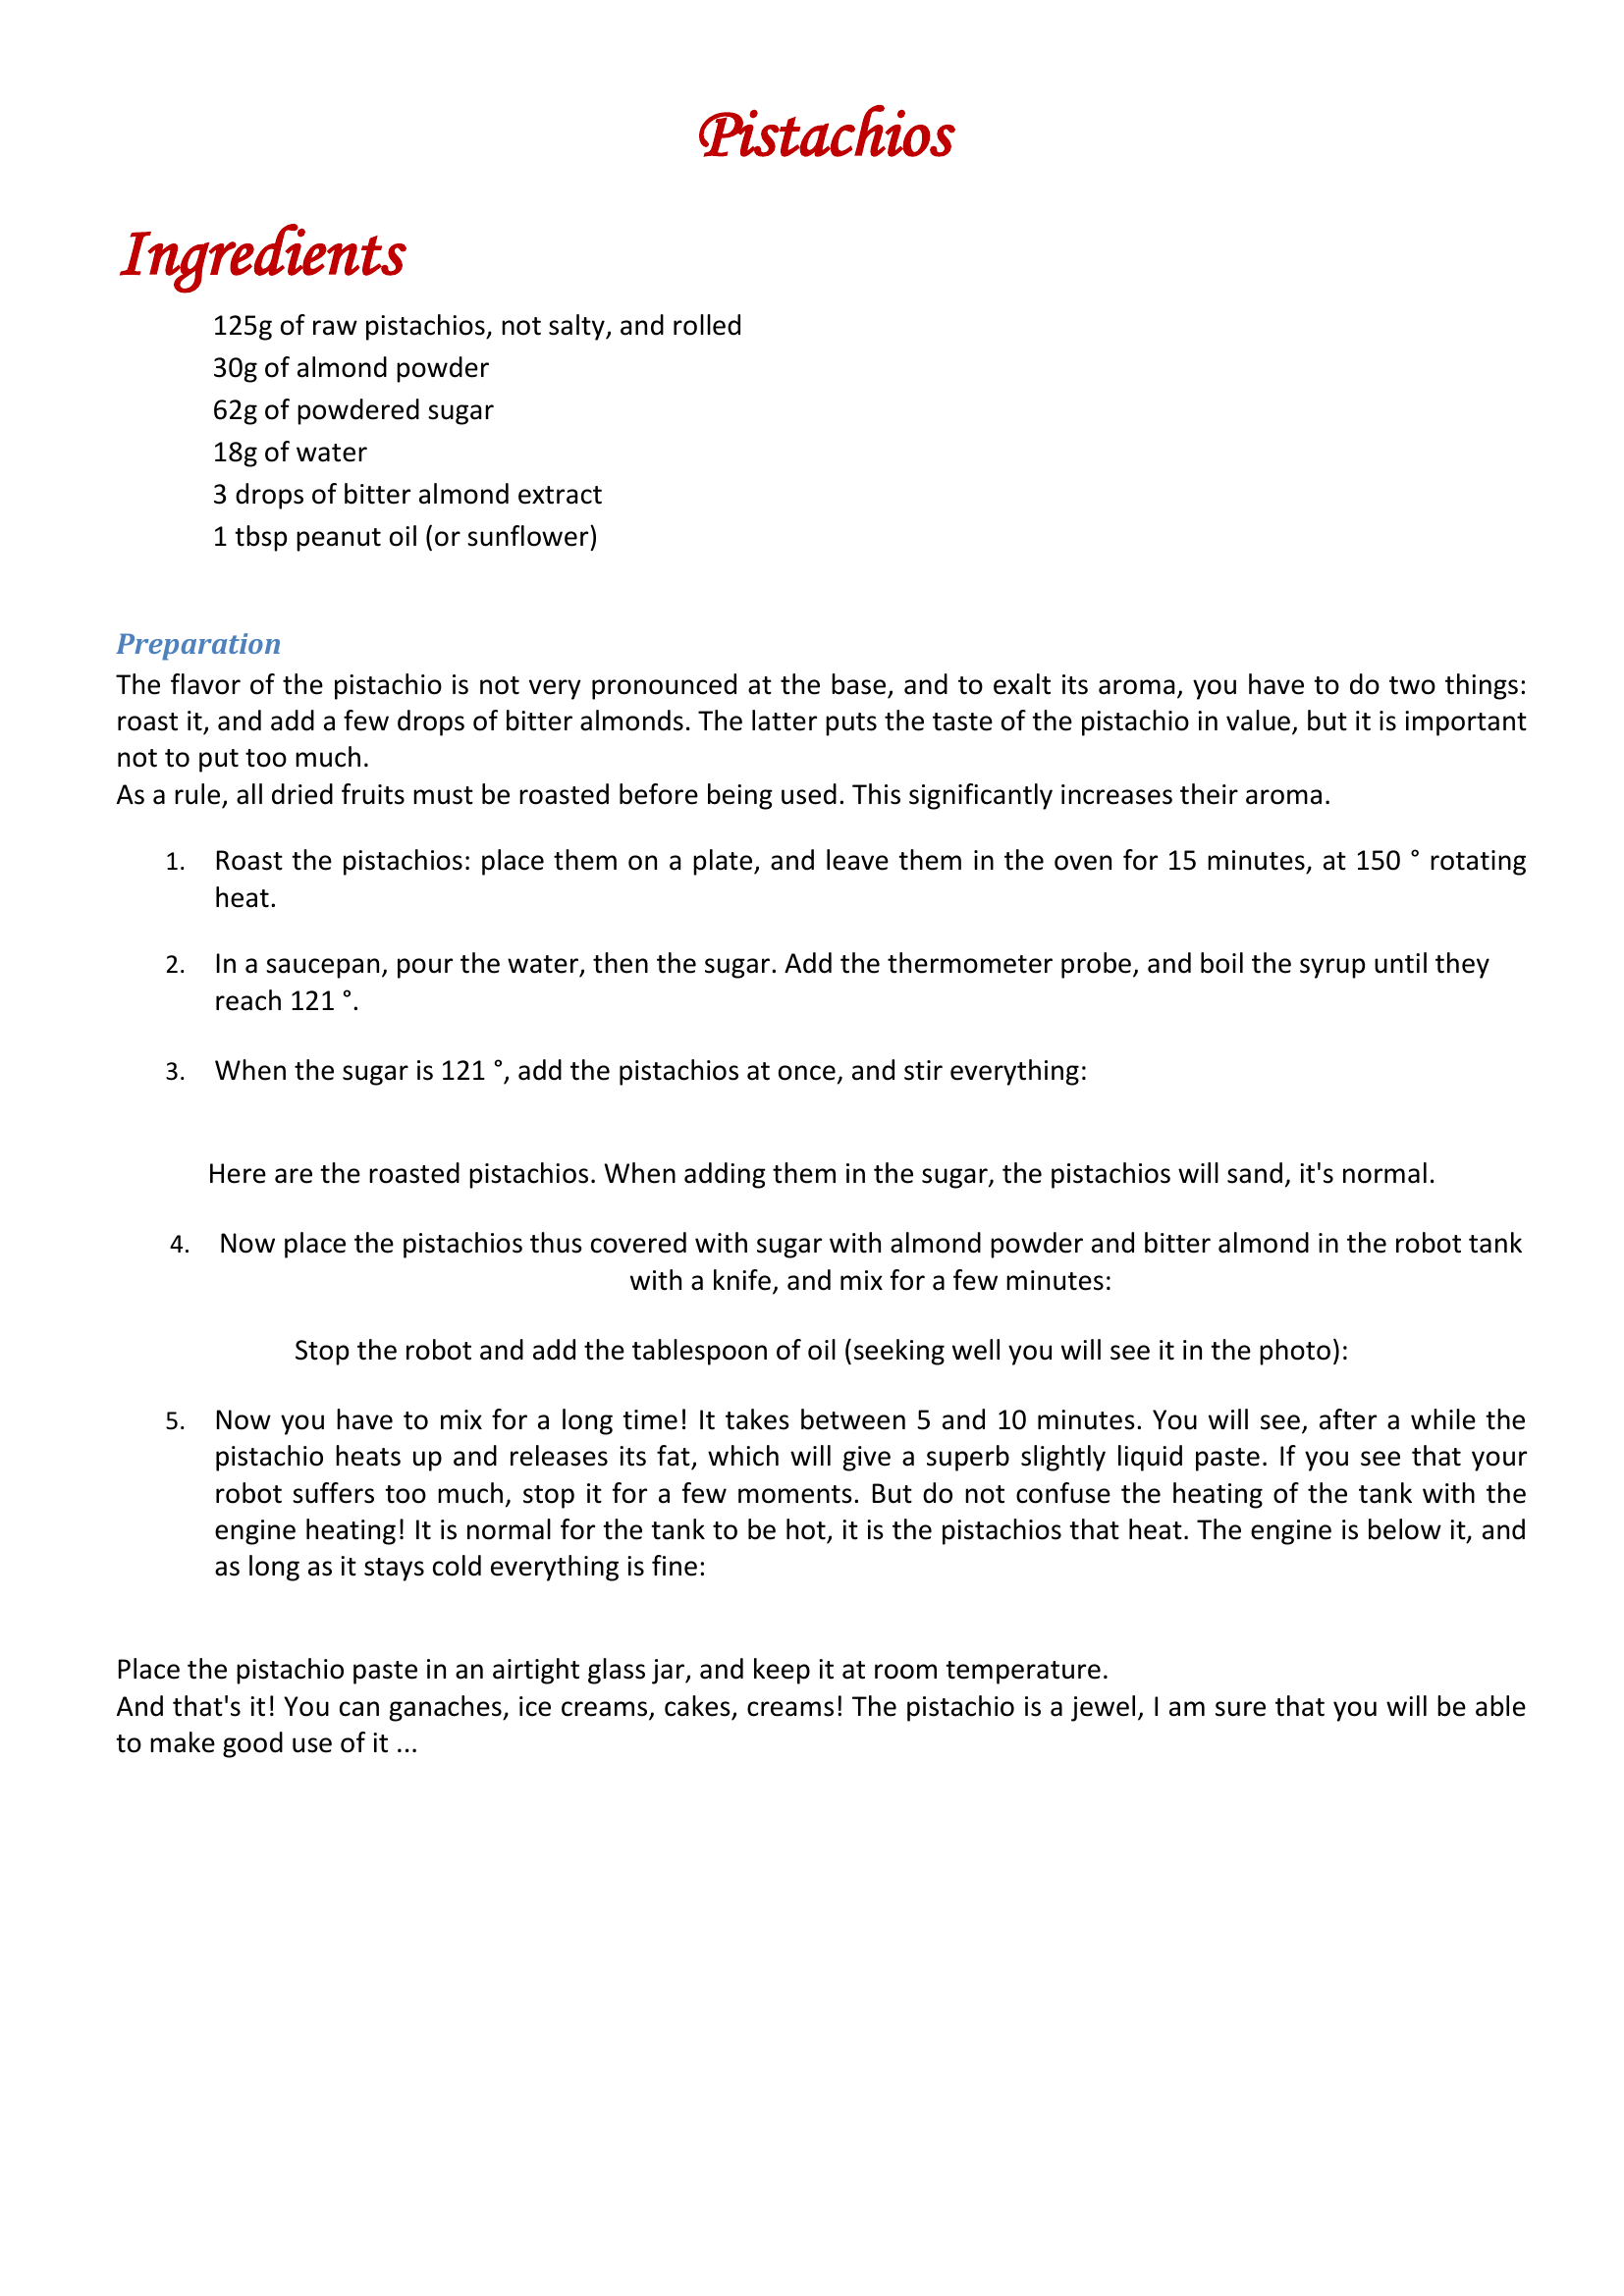 Pistachios
Ingredients
125g of raw pistachios, not salty, and rolled
30g of almond powder
62g of powdered sugar
18g of water
3 drops of bitter almond extract
1 tbsp peanut oil (or sunflower)
Preparation
The flavor of the pistachio is not very pronounced at the base, and to exalt its aroma, you have to do two things:
roast it, and add a few drops of bitter almonds. The latter puts the taste of the pistachio in value, but it is important
not to put too much.
As a rule, all dried fruits must be roasted before being used. This significantly increases their aroma.
1. Roast the pistachios: place them on a plate, and leave them in the oven for 15 minutes, at 150 ° rotating
heat.
2. In a saucepan, pour the water, then the sugar. Add the thermometer probe, and boil the syrup until they
reach 121 °.
3. When the sugar is 121 °, add the pistachios at once, and stir everything:
Here are the roasted pistachios. When adding them in the sugar, the pistachios will sand, it's normal.
4. Now place the pistachios thus covered with sugar with almond powder and bitter almond in the robot tank
with a knife, and mix for a few minutes:
Stop the robot and add the tablespoon of oil (seeking well you will see it in the photo):
5. Now you have to mix for a long time! It takes between 5 and 10 minutes. You will see, after a while the
pistachio heats up and releases its fat, which will give a superb slightly liquid paste. If you see that your
robot suffers too much, stop it for a few moments. But do not confuse the heating of the tank with the
engine heating! It is normal for the tank to be hot, it is the pistachios that heat. The engine is below it, and
as long as it stays cold everything is fine:
Place the pistachio paste in an airtight glass jar, and keep it at room temperature.
And that's it! You can ganaches, ice creams, cakes, creams! The pistachio is a jewel, I am sure that you will be able
to make good use of it ...